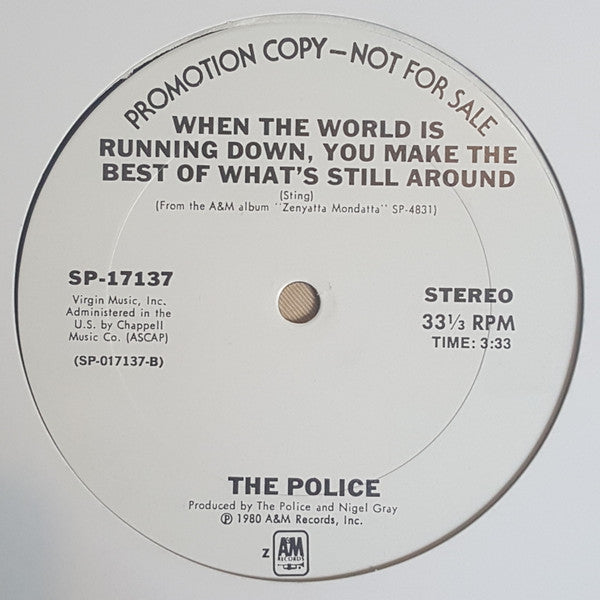 PROMOTION COPY—NOT FOR SALE
WHEN THE WORLD IS
RUNNING DOWN, YOU MAKE THE
BEST OF WHAT'S STILL AROUND
(Sting)
(From the A&M album "Zenyatta Mondatta" SP-4831)
SP-17137
Virgin Music, Inc.
Administered in the
U.S. by Chappell
Music Co. (ASCAP)
(SP-017137-B)
STEREO
33⅓ RPM
TIME: 3:33
THE POLICE
Produced by The Police and Nigel Gray
℗ 1980 A&M Records, Inc.
z
A&M
RECORDS